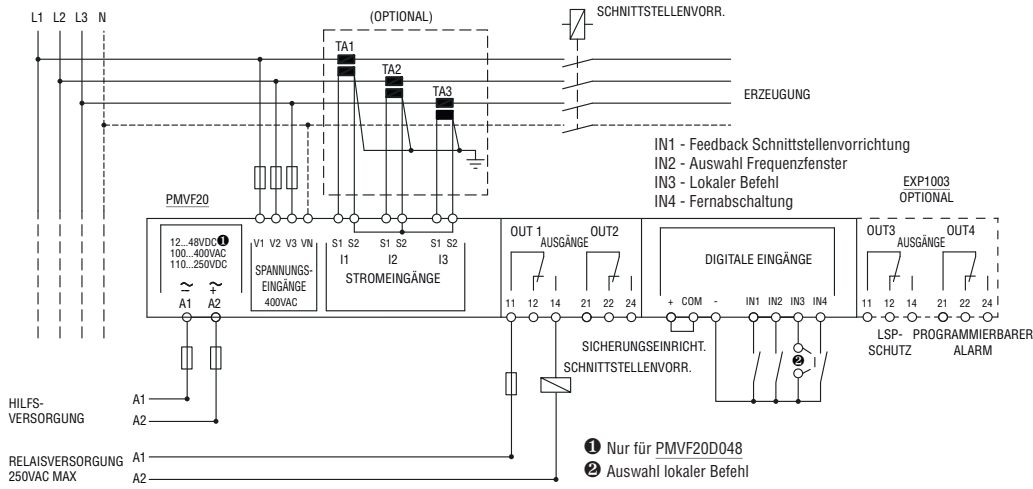 L1 L2 L3 N
(OPTIONAL)
SCHNITTSTELLENVORR.
TA1
TA2
TA3
ERZEUGUNG
IN1 - Feedback Schnittstellenvorrichtung
IN2 - Auswahl Frequenzfenster
IN3 - Lokaler Befehl
IN4 - Fernabschaltung
EXP1003
OPTIONAL
PMVF20
12...48VDC❶
100...400VAC
110...250VDC
~ ~
− +
A1 A2
V1 V2 V3 VN
SPANNUNGS-
EINGÄNGE
400VAC
S1 S2 S1 S2 S1 S2
I1 I2 I3
STROMEINGÄNGE
OUT 1 OUT2
AUSGÄNGE
11 12 14 21 22 24
DIGITALE EINGÄNGE
+ COM - IN1 IN2 IN3 IN4
OUT3 OUT4
AUSGÄNGE
11 12 14 21 22 24
LSP-
SCHUTZ
PROGRAMMIERBARER
ALARM
SICHERUNGSEINRICHT.
SCHNITTSTELLENVORR.
❷
HILFS-
VERSORGUNG
A1
A2
RELAISVERSORGUNG
250VAC MAX
A1
A2
❶ Nur für PMVF20D048
❷ Auswahl lokaler Befehl